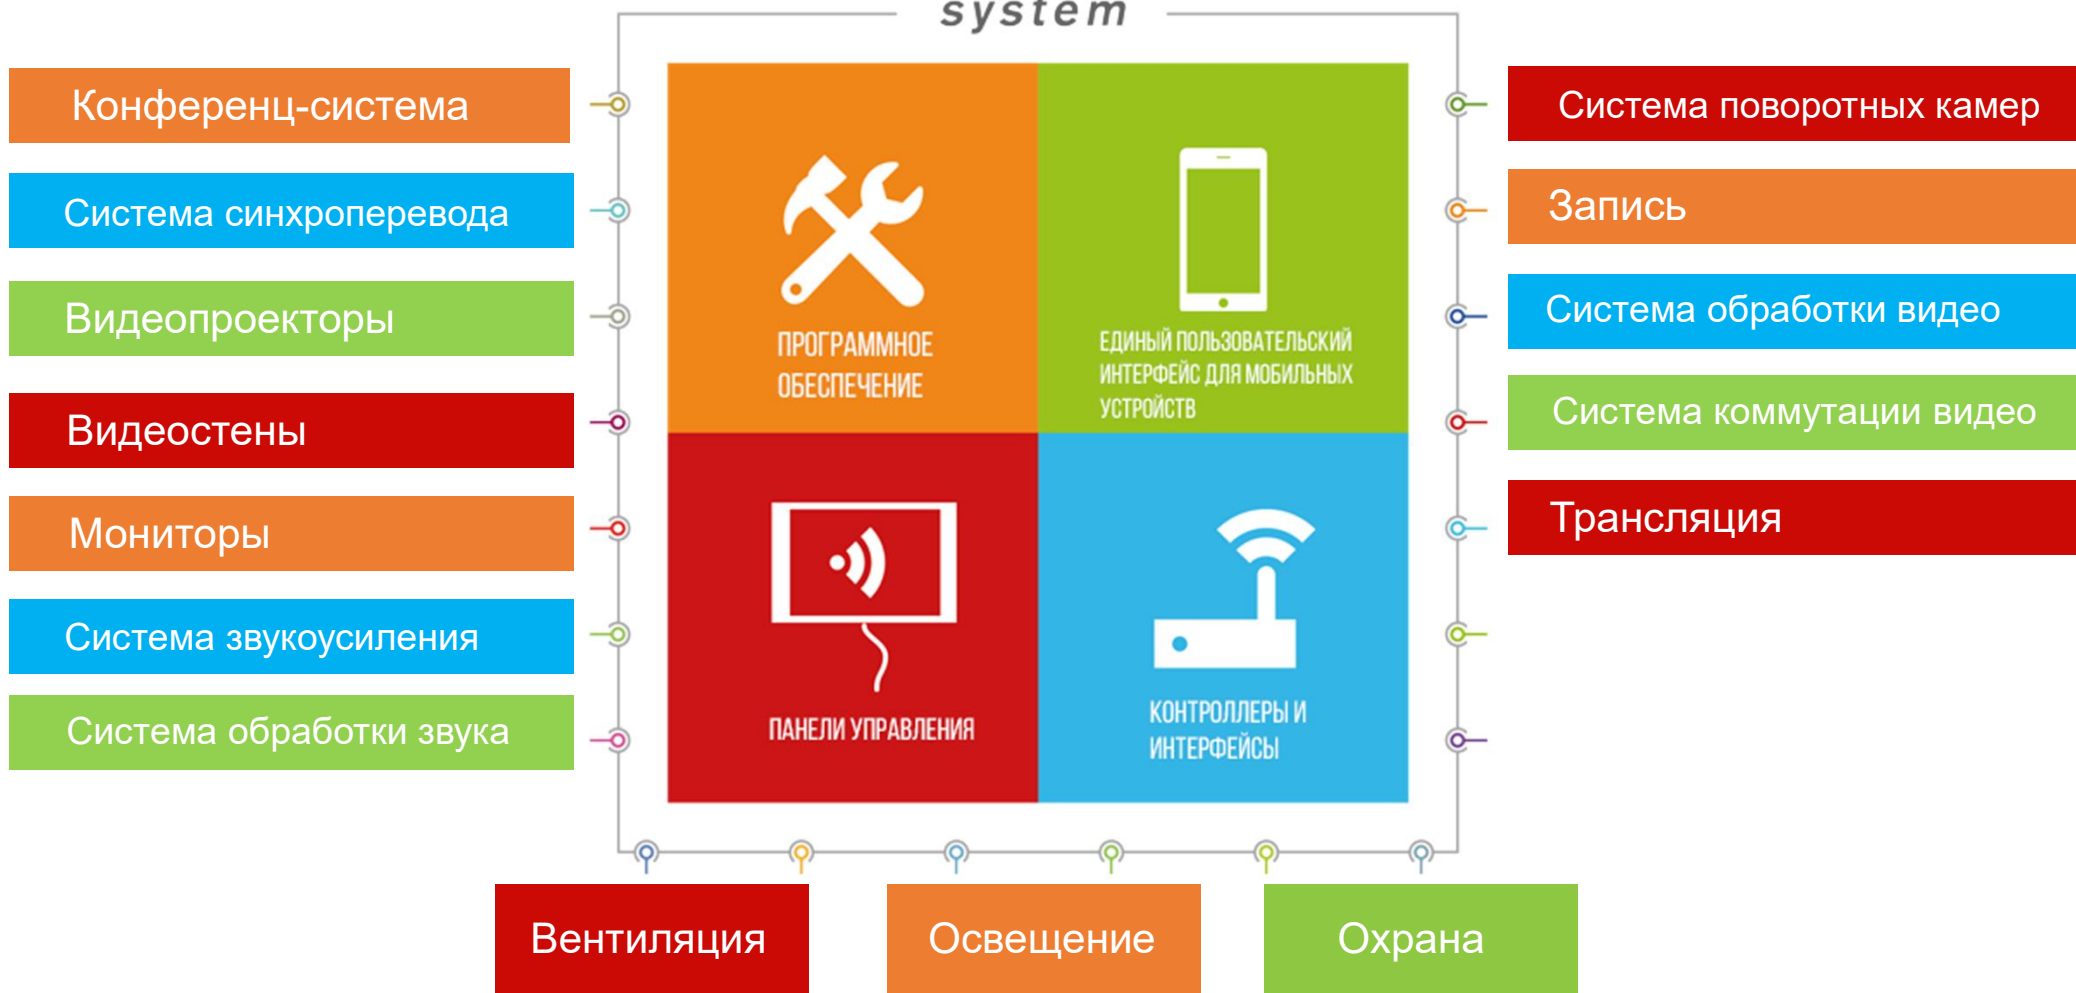 system
Конференц-система
Система синхроперевода
Видеопроекторы
Видеостены
Мониторы
Система звукоусиления
Система обработки звука
ПРОГРАММНОЕ
ОБЕСПЕЧЕНИЕ
ЕДИНЫЙ ПОЛЬЗОВАТЕЛЬСКИЙ
ИНТЕРФЕЙС ДЛЯ МОБИЛЬНЫХ
УСТРОЙСТВ
ПАНЕЛИ УПРАВЛЕНИЯ
КОНТРОЛЛЕРЫ И
ИНТЕРФЕЙСЫ
Система поворотных камер
Запись
Система обработки видео
Система коммутации видео
Трансляция
Вентиляция
Освещение
Охрана